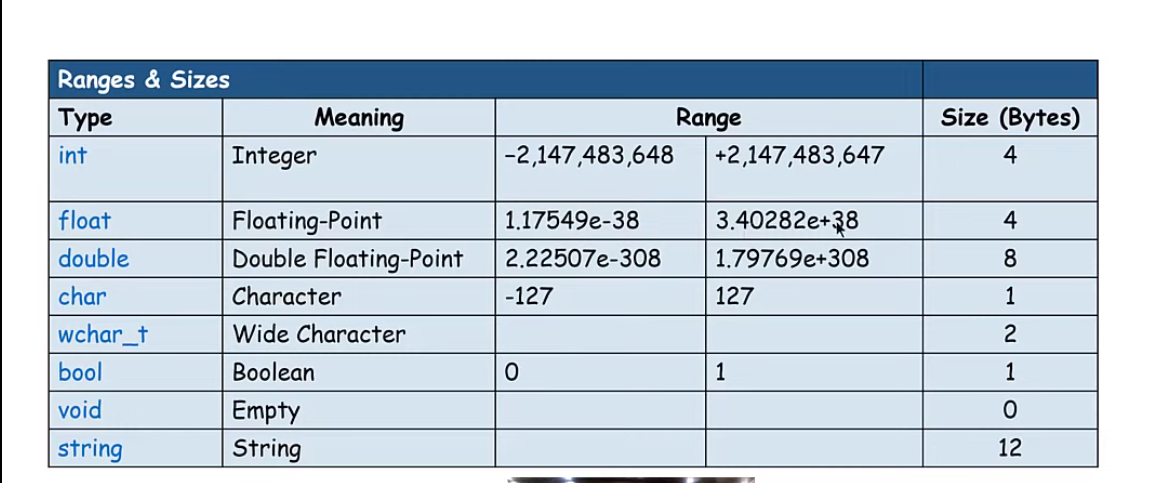 Ranges & Sizes
Type Meaning Range Size (Bytes)
int Integer −2,147,483,648 +2,147,483,647 4
float Floating-Point 1.17549e-38 3.40282e+38 4
double Double Floating-Point 2.22507e-308 1.79769e+308 8
char Character -127 127 1
wchar_t Wide Character 2
bool Boolean 0 1 1
void Empty 0
string String 12